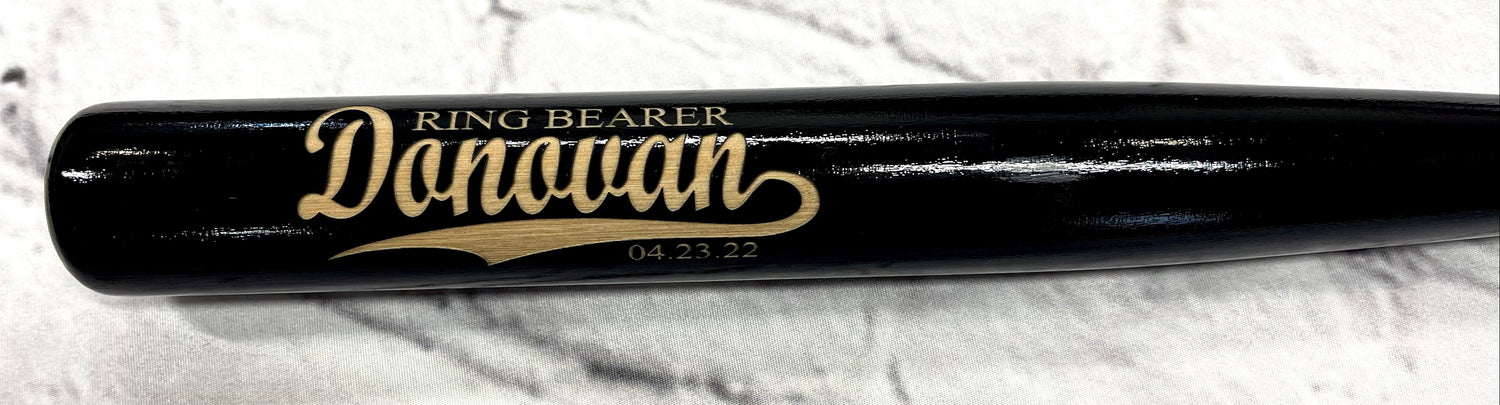 RING BEARER
Donovan
04.23.22